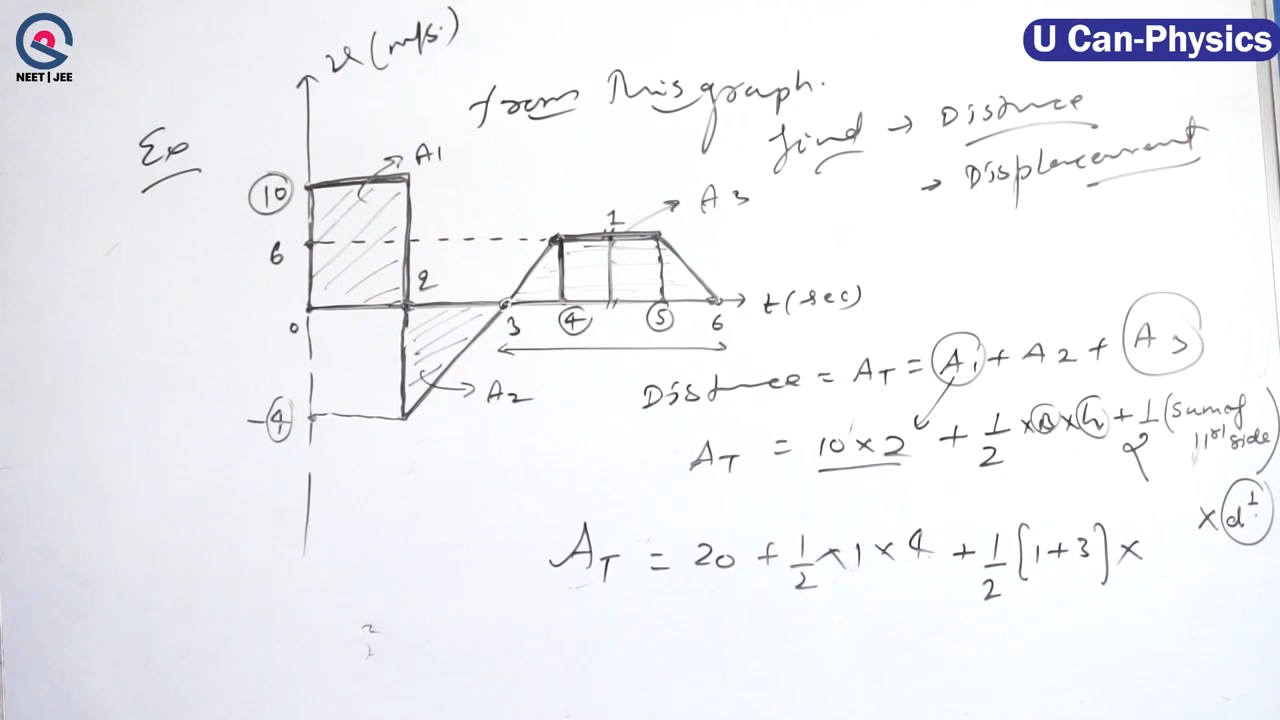 NEET | JEE
U Can-Physics
v (m/s.)
from this graph.
find → Distance
→ Displacement
Ex
A1
10
6
0
-4
2
3
4
5
6
t (sec)
1
A3
A2
Distance = AT = A1 + A2 + A3
AT = 10 × 2 + 1/2 × b × h + 1/2 (sum of
11rl side)
× d⊥
AT = 20 + 1/2 × 1 × 4 + 1/2 [1+3] ×